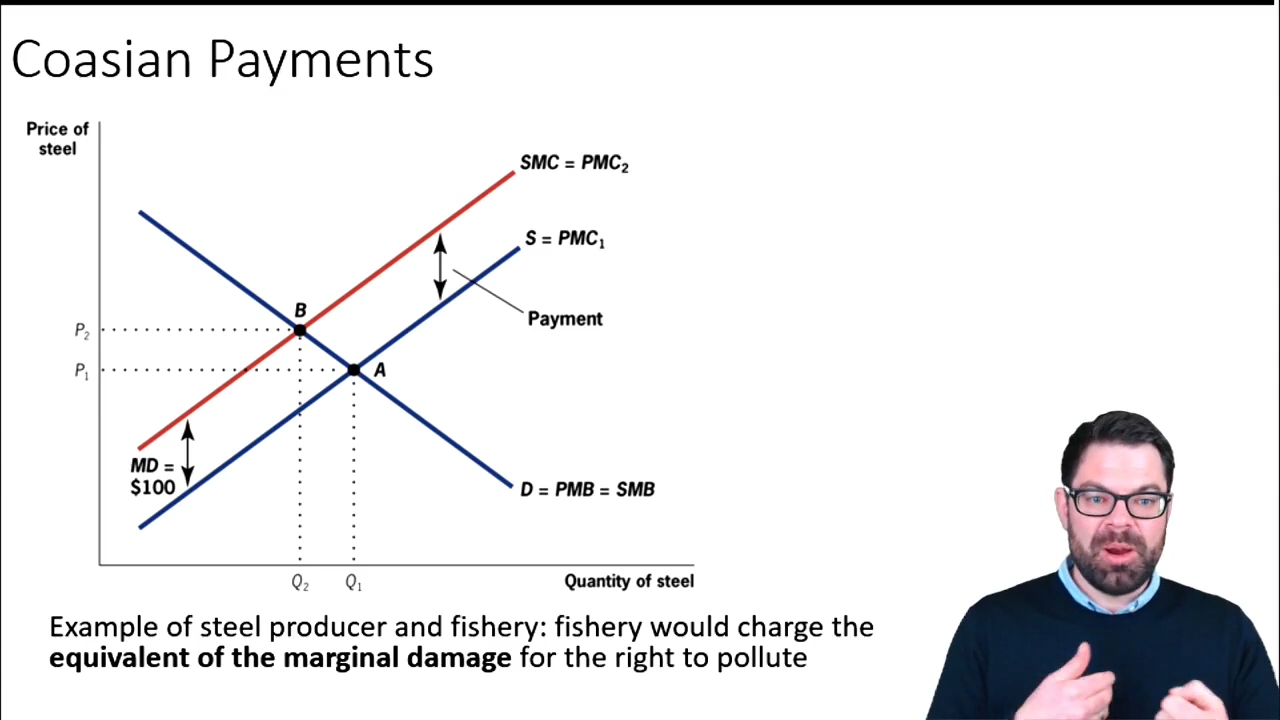 Coasian Payments
Price of
steel
SMC = PMC₂
S = PMC₁
B
Payment
P₂
P₁
A
MD =
$100
D = PMB = SMB
Q₂
Q₁
Quantity of steel
Example of steel producer and fishery: fishery would charge the
equivalent of the marginal damage for the right to pollute